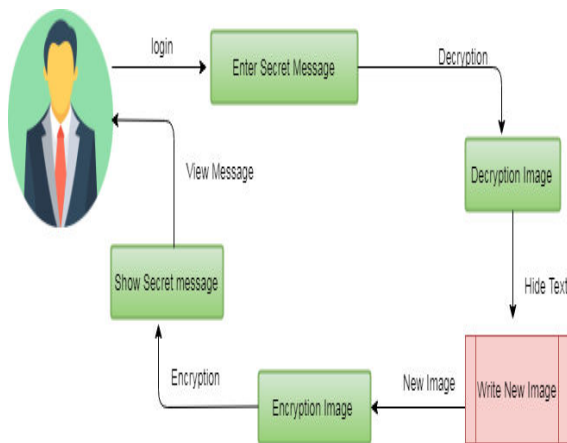 login
Enter Secret Message
Decryption
Decryption Image
Hide Text
Write New Image
New Image
Encryption Image
Encryption
Show Secret message
View Message